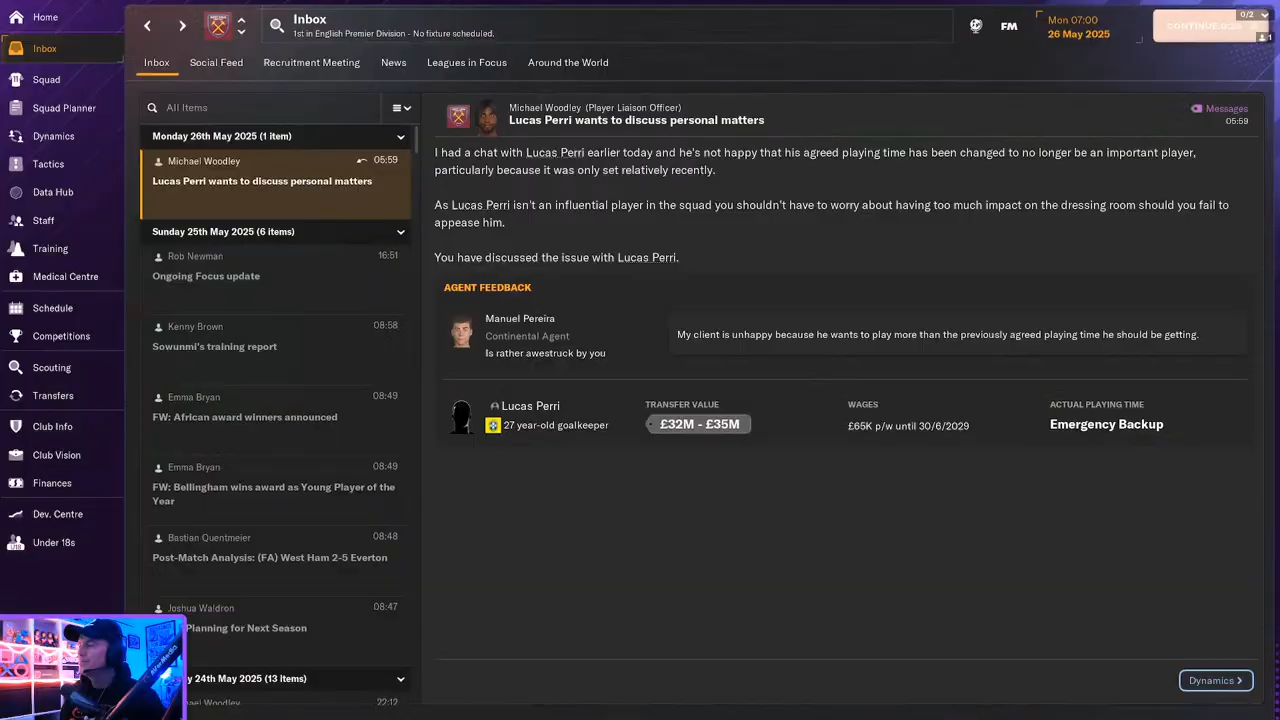 Home
Inbox
Squad
Squad Planner
Dynamics
Tactics
Data Hub
Staff
Training
Medical Centre
Schedule
Competitions
Scouting
Transfers
Club Info
Club Vision
Finances
Dev. Centre
Under 18s
Inbox
1st in English Premier Division - No fixture scheduled.
FM
Mon 07:00
26 May 2025
0/2
1
Inbox
Social Feed
Recruitment Meeting
News
Leagues in Focus
Around the World
All Items
Monday 26th May 2025 (1 item)
Michael Woodley
05:59
Lucas Perri wants to discuss personal matters
Sunday 25th May 2025 (6 items)
Rob Newman
16:51
Ongoing Focus update
Kenny Brown
08:58
Sowunmi's training report
Emma Bryan
08:49
FW: African award winners announced
Emma Bryan
08:49
FW: Bellingham wins award as Young Player of the
Year
Bastian Quentmeier
08:48
Post-Match Analysis: (FA) West Ham 2-5 Everton
Joshua Waldron
08:47
Planning for Next Season
24th May 2025 (13 items)
Woodley
22:12
Michael Woodley (Player Liaison Officer)
Lucas Perri wants to discuss personal matters
Messages
05:59
I had a chat with Lucas Perri earlier today and he's not happy that his agreed playing time has been changed to no longer be an important player,
particularly because it was only set relatively recently.
As Lucas Perri isn't an influential player in the squad you shouldn't have to worry about having too much impact on the dressing room should you fail to
appease him.
You have discussed the issue with Lucas Perri.
AGENT FEEDBACK
Manuel Pereira
Continental Agent
Is rather awestruck by you
My client is unhappy because he wants to play more than the previously agreed playing time he should be getting.
Lucas Perri
27 year-old goalkeeper
TRANSFER VALUE
£32M - £35M
WAGES
£65K p/w until 30/6/2029
ACTUAL PLAYING TIME
Emergency Backup
Dynamics
AVerMedia